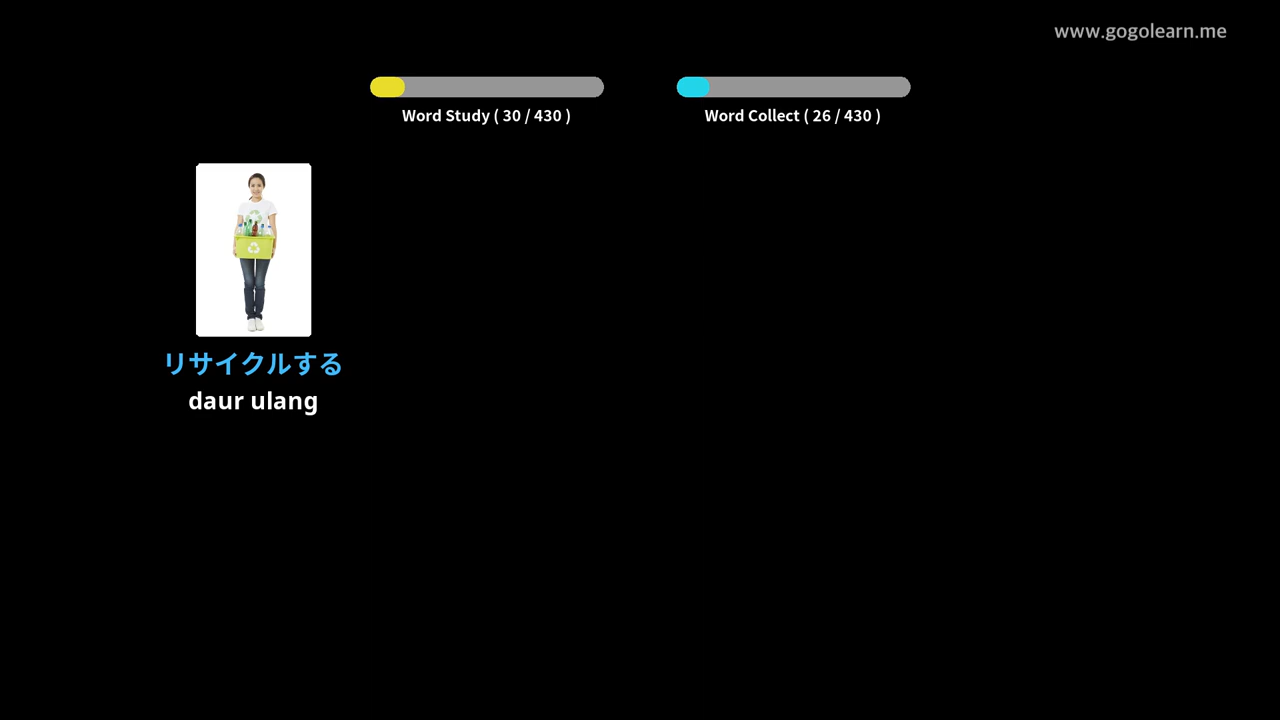 www.gogolearn.me
Word Study ( 30 / 430 )
Word Collect ( 26 / 430 )
リサイクルする
daur ulang